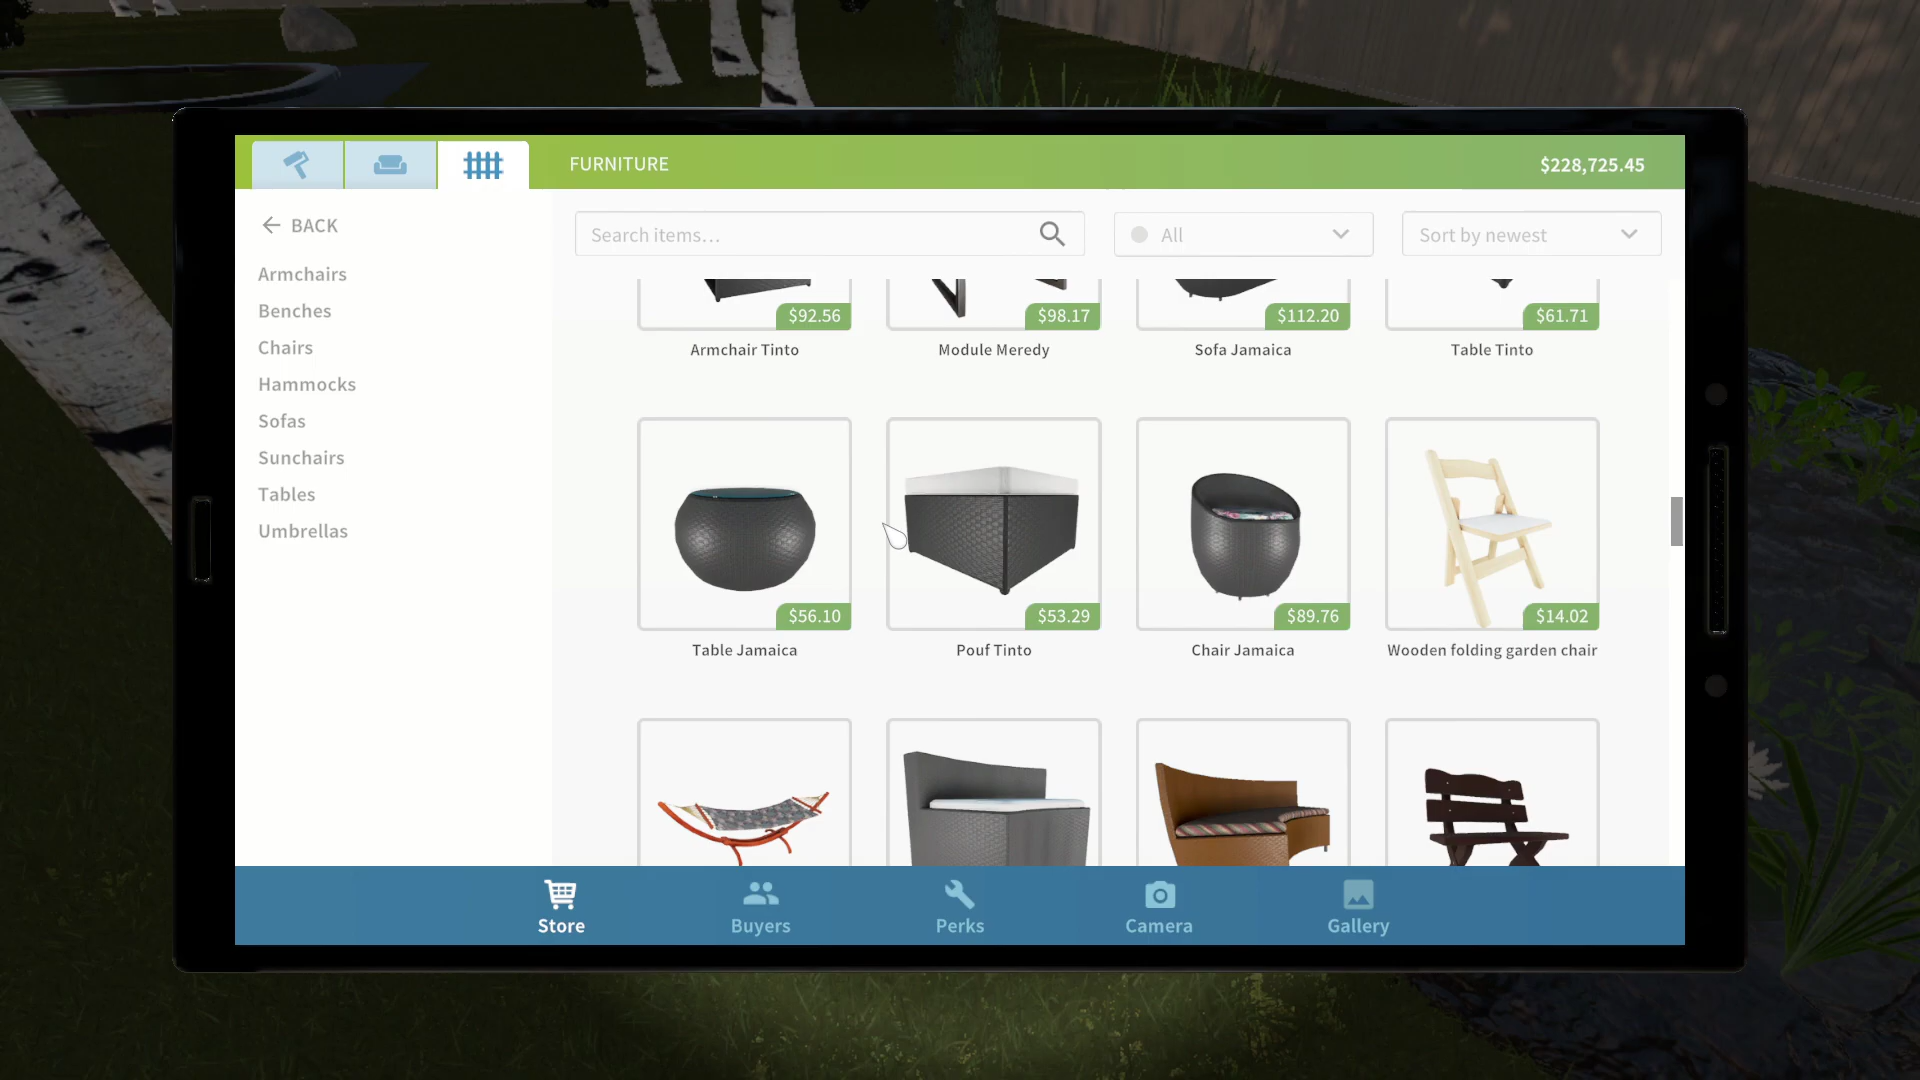 FURNITURE
$228,725.45
BACK
Search items...
All
Sort by newest
Armchairs
Benches
Chairs
Hammocks
Sofas
Sunchairs
Tables
Umbrellas
$92.56
$98.17
$112.20
$61.71
Armchair Tinto
Module Meredy
Sofa Jamaica
Table Tinto
$56.10
$53.29
$89.76
$14.02
Table Jamaica
Pouf Tinto
Chair Jamaica
Wooden folding garden chair
Store
Buyers
Perks
Camera
Gallery